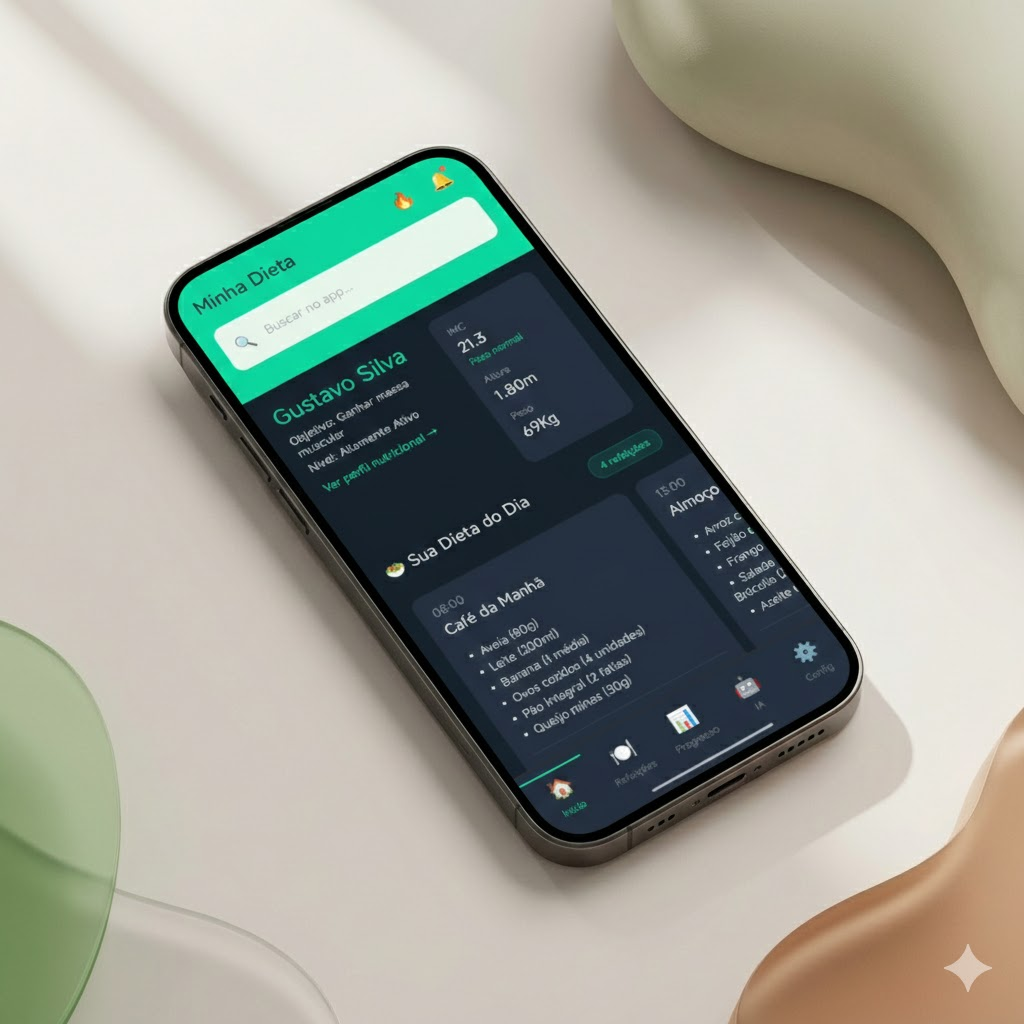 Minha Dieta
Buscar no app...
Gustavo Silva
Objetivo: Ganhar massa
muscular
Nível: Altamente Ativo
Ver perfil nutricional →
IMC
21.3
Peso normal
Altura
1.80m
Peso
69Kg
4 refeições
Sua Dieta do Dia
08:00
Café da Manhã
• Aveia (80g)
• Leite (200ml)
• Banana (1 média)
• Ovos cozidos (4 unidades)
• Pão integral (2 fatias)
• Queijo minas (30g)
Almoço
• Arroz
• Feijão
• Frango
• Salada
• Azeite
Início
Refeições
Progresso
IA
Config